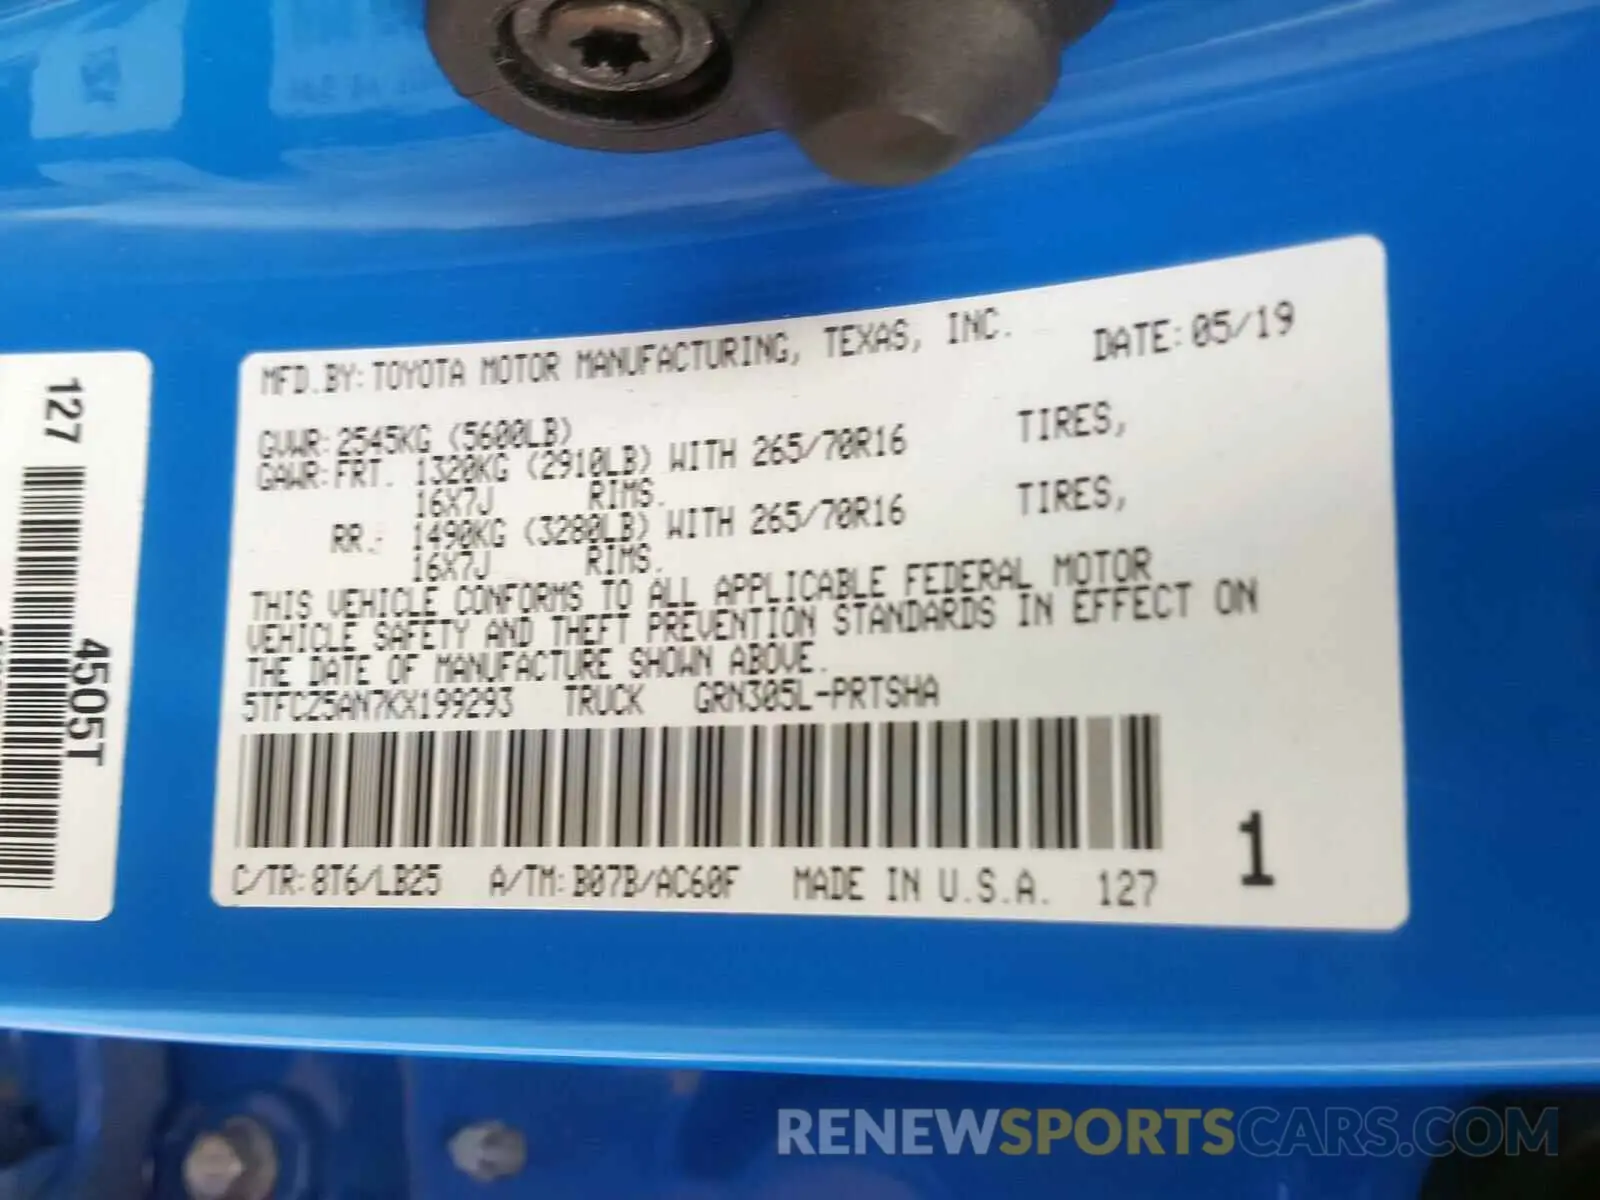 MFD.BY: TOYOTA MOTOR MANUFACTURING, TEXAS, INC. DATE: 05/19
GVWR: 2545KG (5600LB)
GAWR: FRT. 1320KG (2910LB) WITH 265/70R16 TIRES,
16X7J RIMS.
RR.: 1490KG (3280LB) WITH 265/70R16 TIRES,
16X7J RIMS.
THIS VEHICLE CONFORMS TO ALL APPLICABLE FEDERAL MOTOR
VEHICLE SAFETY AND THEFT PREVENTION STANDARDS IN EFFECT ON
THE DATE OF MANUFACTURE SHOWN ABOVE.
5TFCZ5AN7KX199293 TRUCK GRN305L-PRTSHA
C/TR: 8T6/LB25 A/TM: B07B/AC60F MADE IN U.S.A. 127
1
127
4505T
RENEWSPORTSCARS.COM